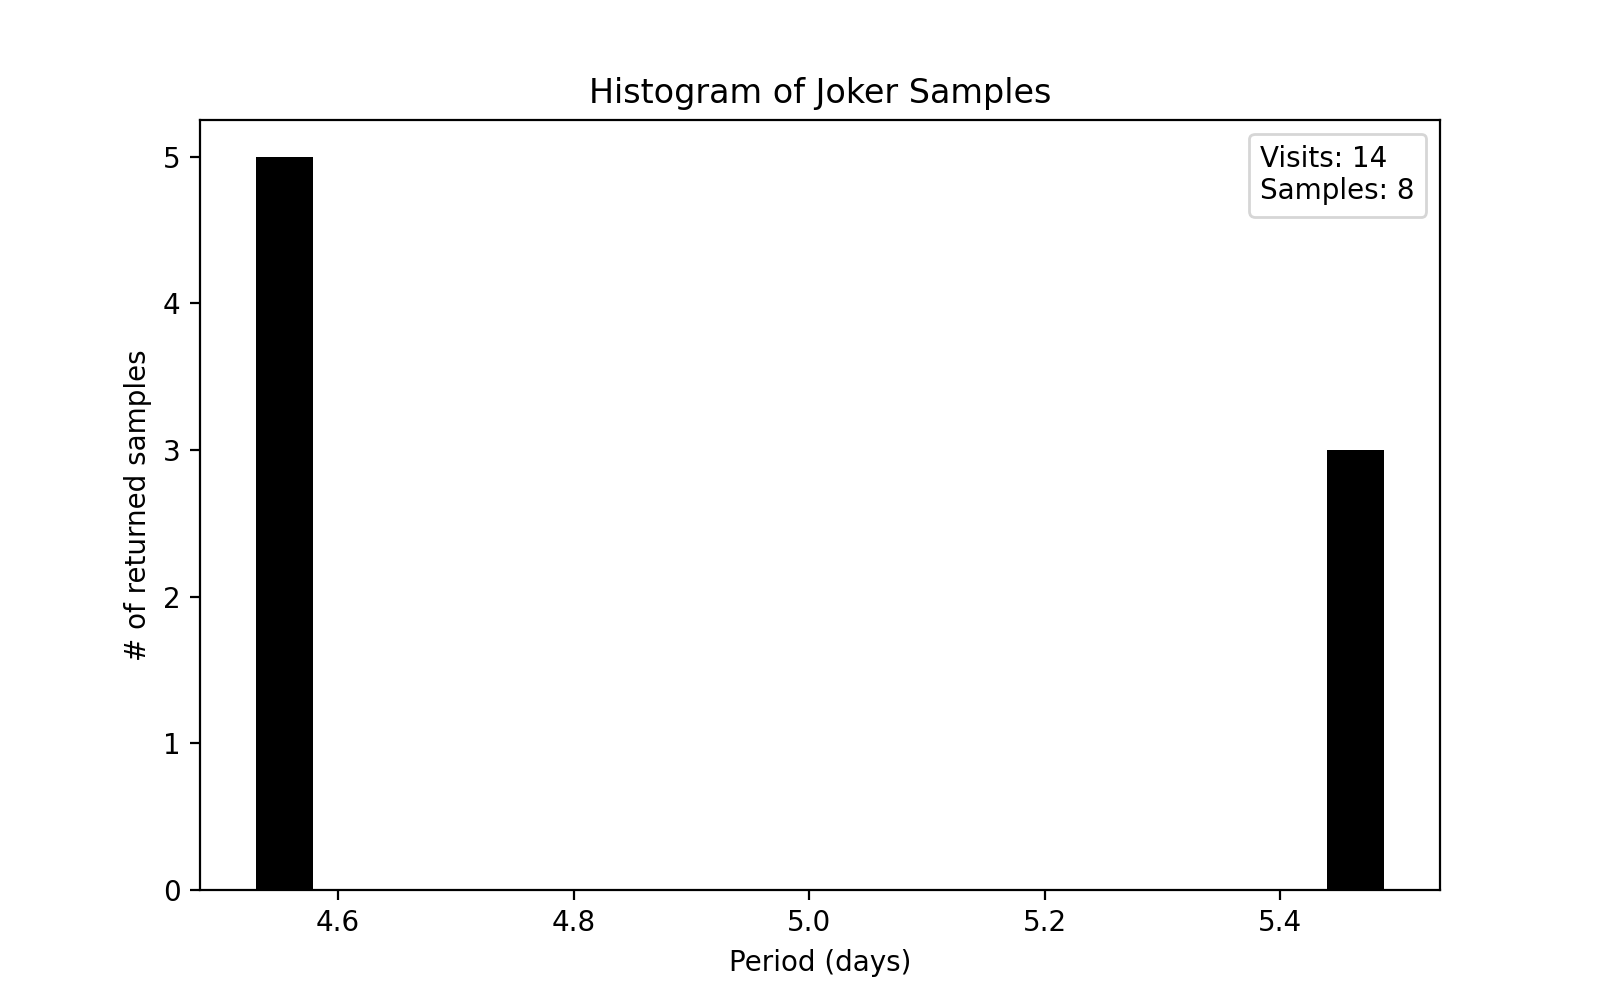 Histogram of Joker Samples
Visits: 14
Samples: 8
# of returned samples
5
4
3
2
1
0
4.6
4.8
5.0
5.2
5.4
Period (days)